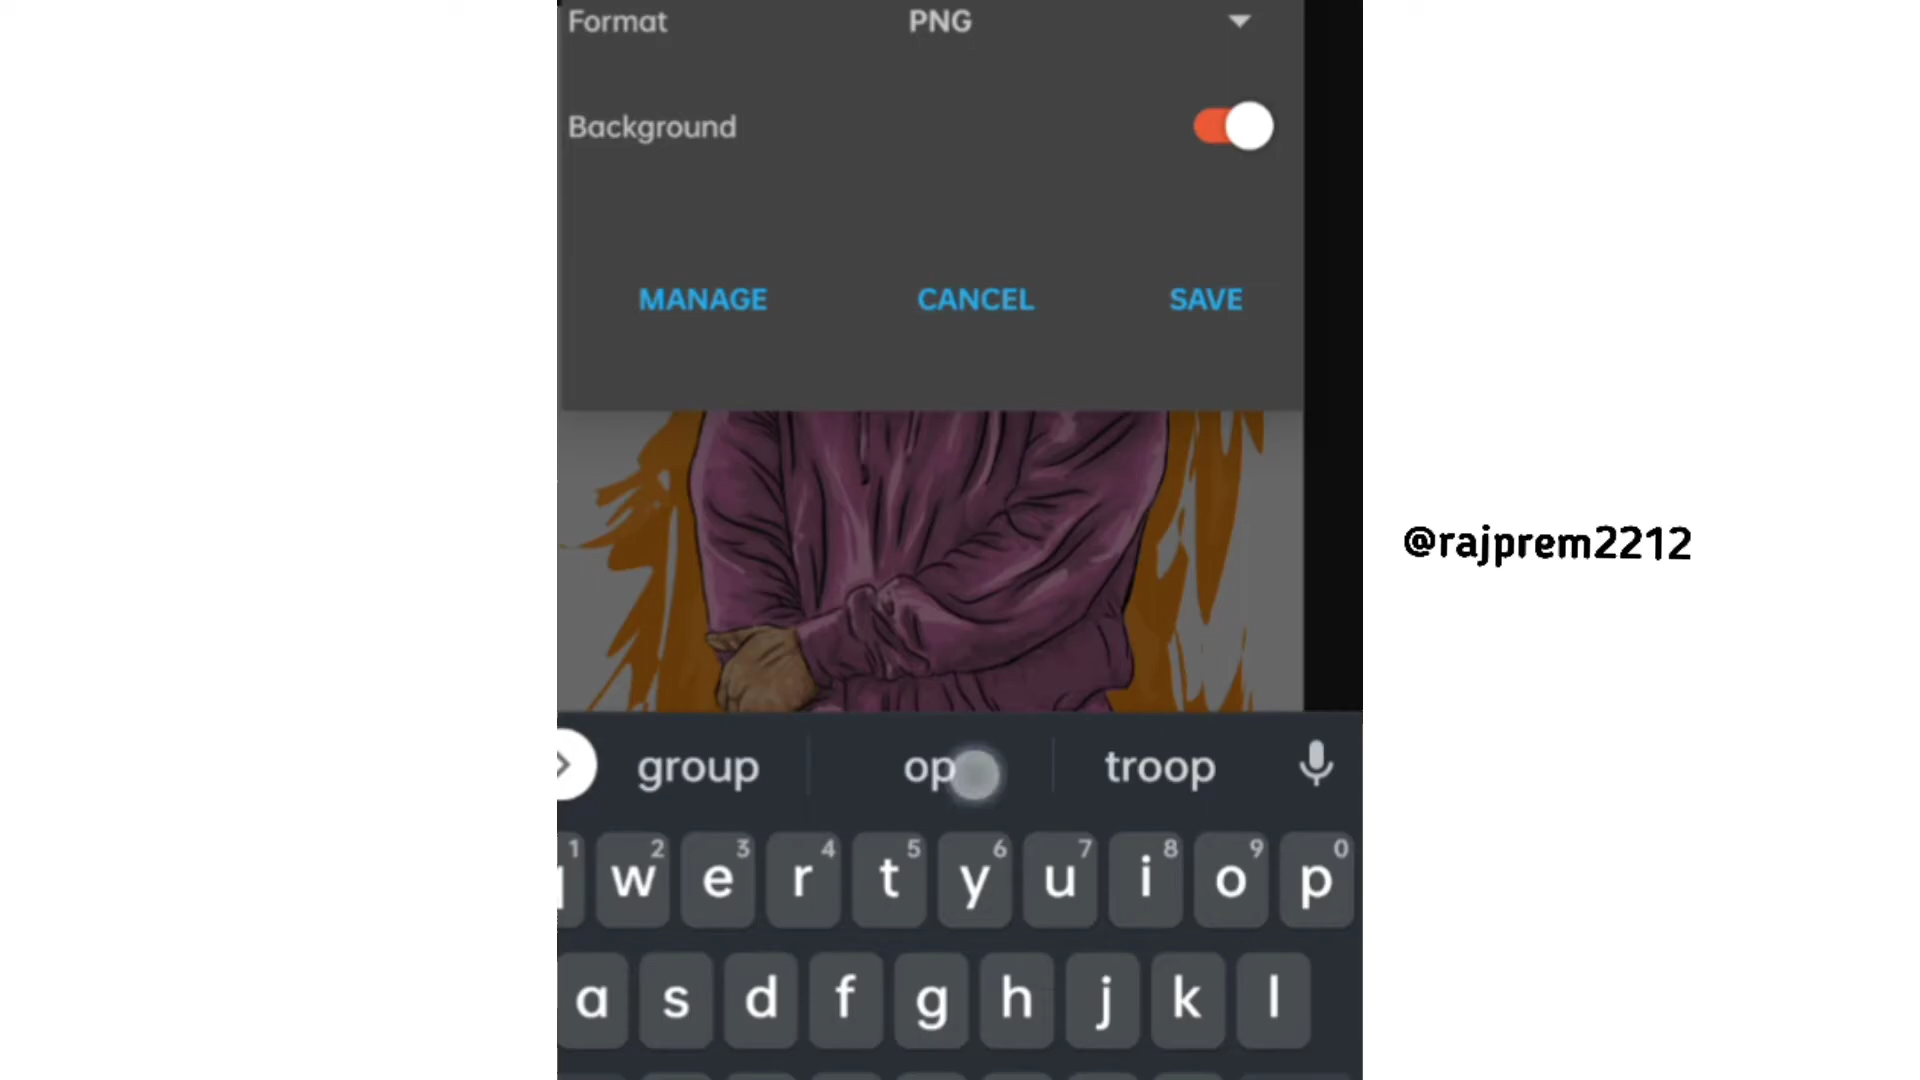 Format PNG
Background
MANAGE CANCEL SAVE
@rajprem2212
group op troop
1 2 3 4 5 6 7 8 9 0
w e r t y u i o p
a s d f g h j k l